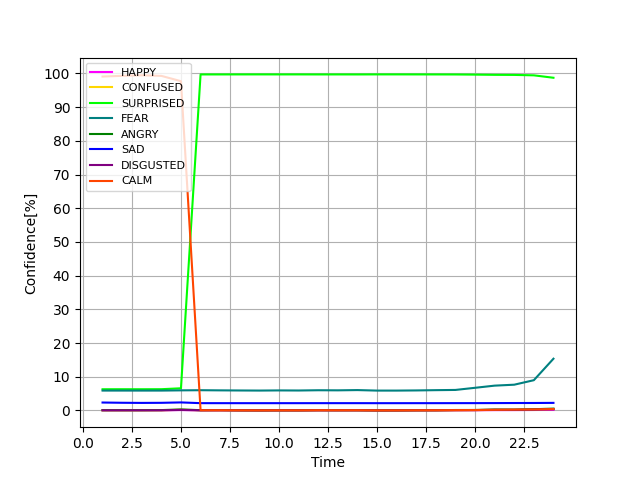 HAPPY
CONFUSED
SURPRISED
FEAR
ANGRY
SAD
DISGUSTED
CALM
100
90
80
70
60
50
40
30
20
10
0
Confidence[%]
0.0 2.5 5.0 7.5 10.0 12.5 15.0 17.5 20.0 22.5
Time